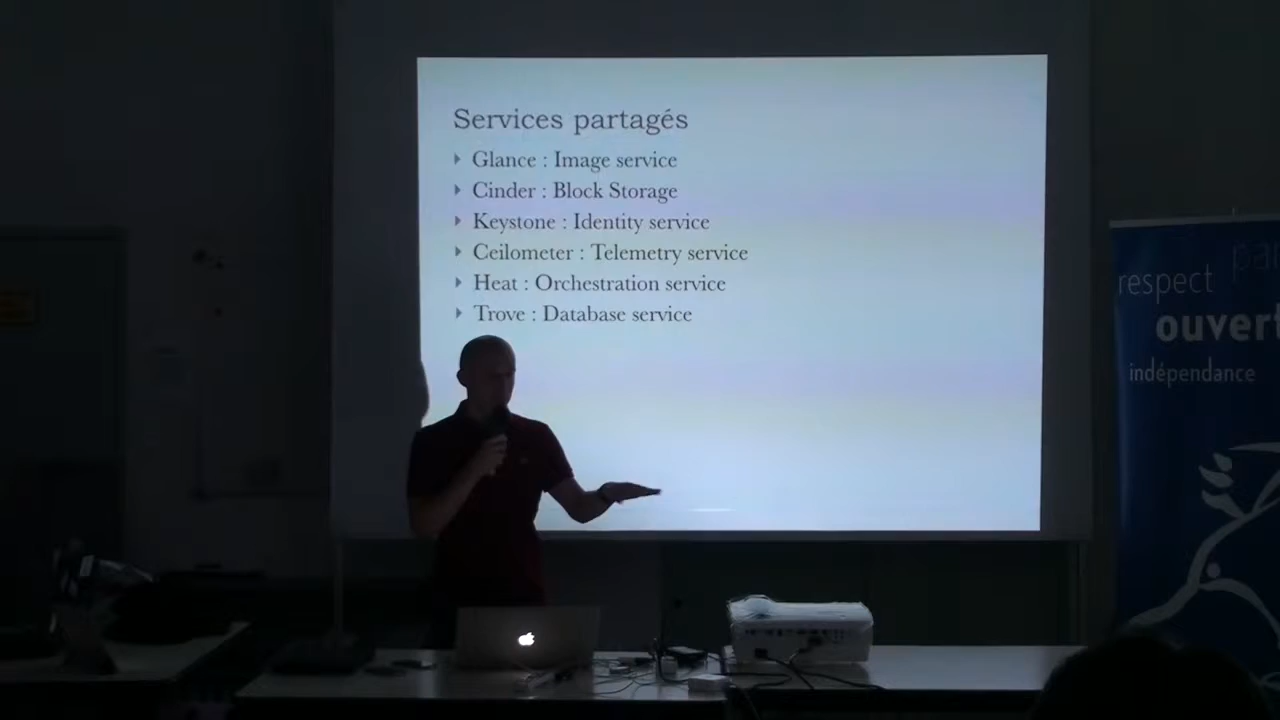 Services partagés
Glance : Image service
Cinder : Block Storage
Keystone : Identity service
Ceilometer : Telemetry service
Heat : Orchestration service
Trove : Database service
respect
ouvert
indépendance